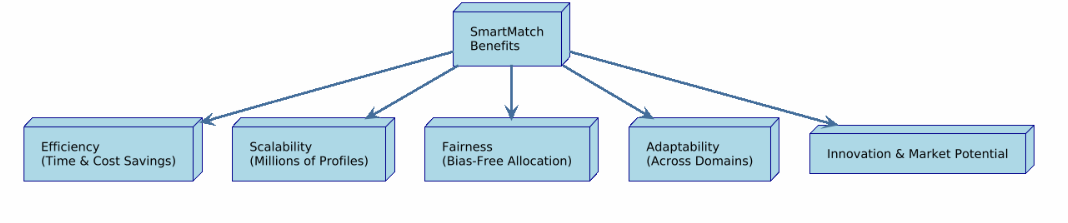 SmartMatch
Benefits
Efficiency
(Time & Cost Savings)
Scalability
(Millions of Profiles)
Fairness
(Bias-Free Allocation)
Adaptability
(Across Domains)
Innovation & Market Potential